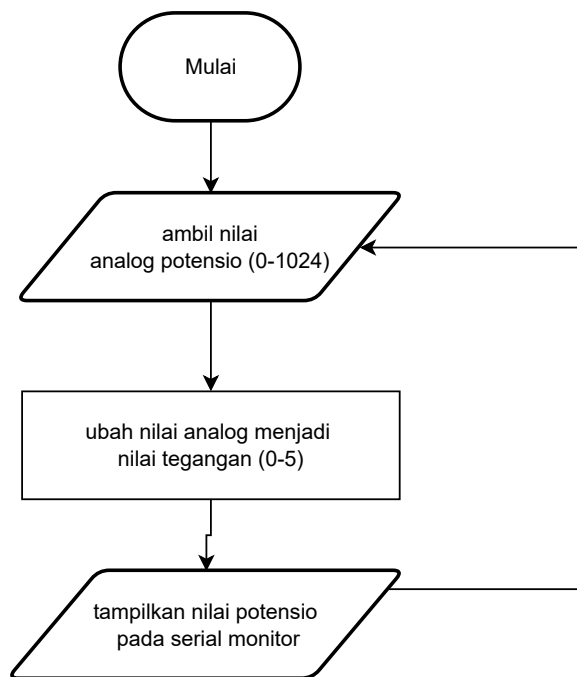 Mulai
ambil nilai
analog potensio (0-1024)
ubah nilai analog menjadi
nilai tegangan (0-5)
tampilkan nilai potensio
pada serial monitor